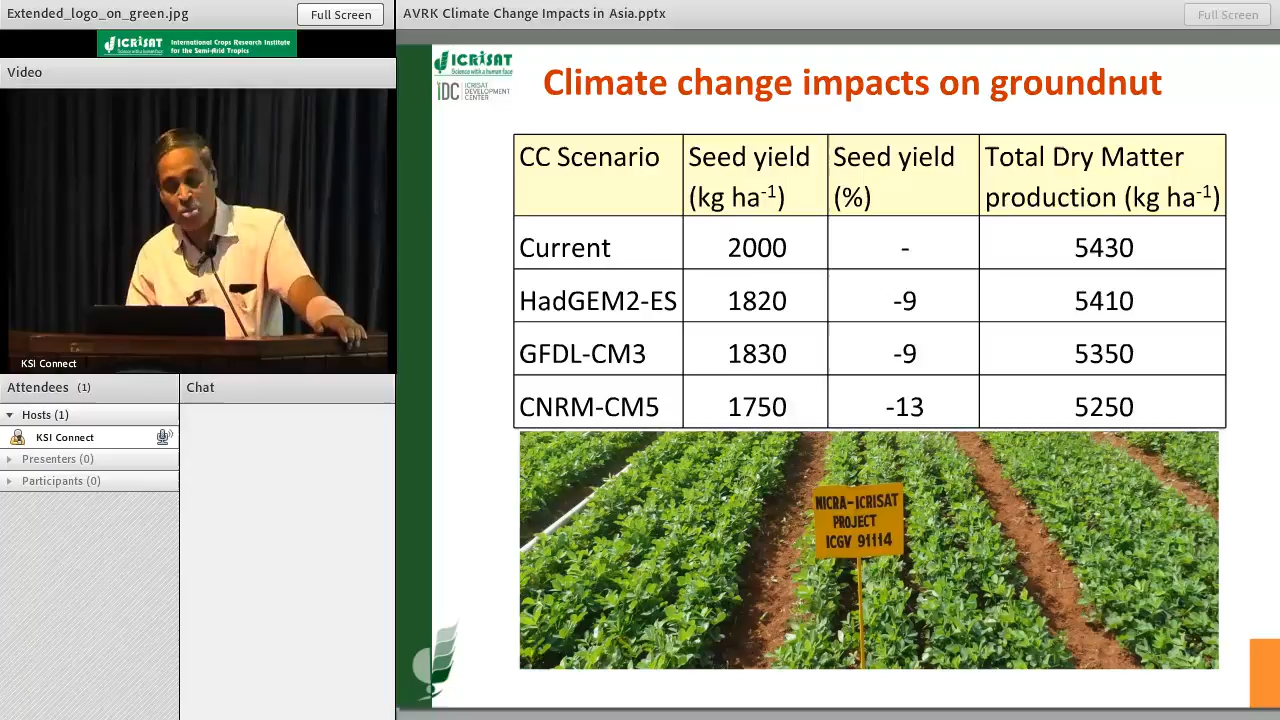 Extended_logo_on_green.jpg
Full Screen
AVRK Climate Change Impacts in Asia.pptx
Full Screen
ICRISAT
Science with a human face
International Crops Research Institute
for the Semi-Arid Tropics
Video
KSI Connect
Attendees (1)
Chat
Hosts (1)
KSI Connect
Presenters (0)
Participants (0)
ICRISAT
Science with a human face
IDC ICRISAT
DEVELOPMENT
CENTER
Climate change impacts on groundnut
CC Scenario Seed yield (kg ha-1) Seed yield (%) Total Dry Matter production (kg ha-1)
Current 2000 - 5430
HadGEM2-ES 1820 -9 5410
GFDL-CM3 1830 -9 5350
CNRM-CM5 1750 -13 5250
NICRA-ICRISAT
PROJECT
ICGV 91114